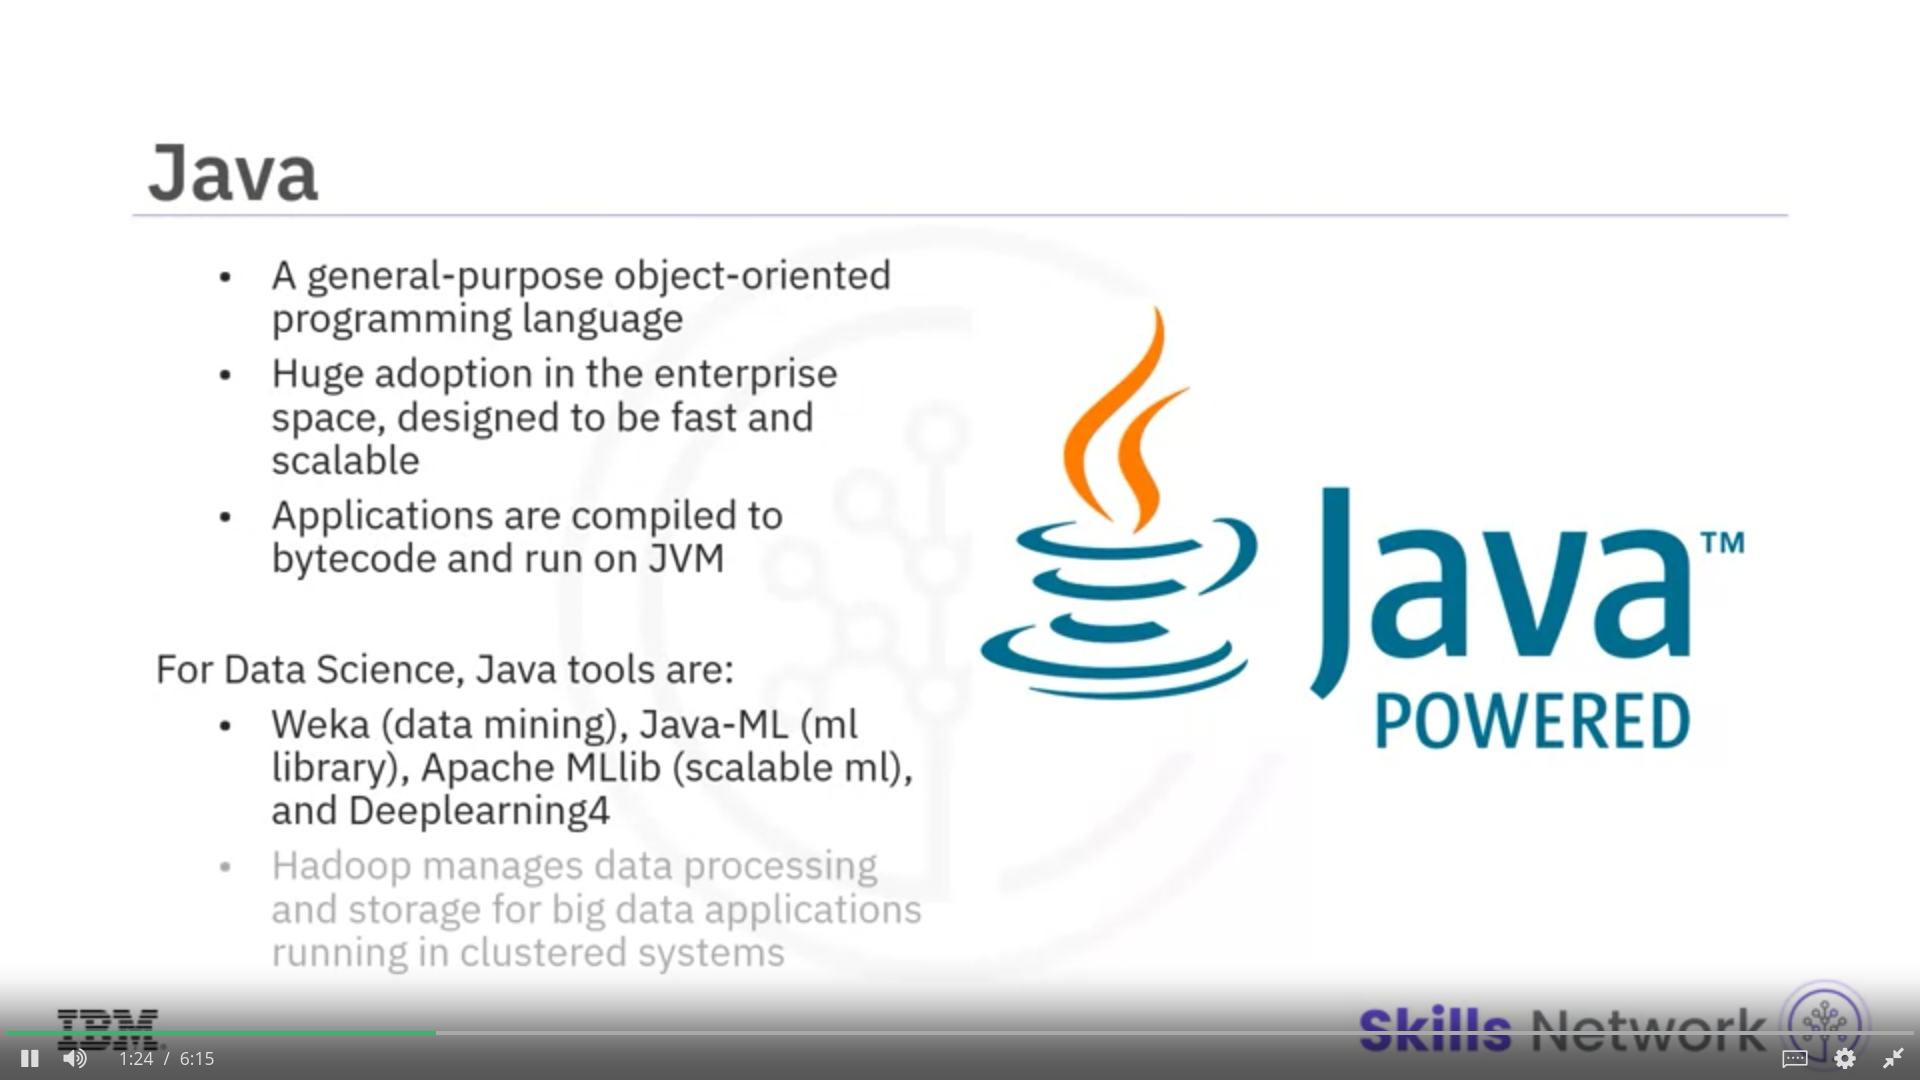 Java
• A general-purpose object-oriented
programming language
• Huge adoption in the enterprise
space, designed to be fast and
scalable
• Applications are compiled to
bytecode and run on JVM
For Data Science, Java tools are:
• Weka (data mining), Java-ML (ml
library), Apache MLlib (scalable ml),
and Deeplearning4
• Hadoop manages data processing
and storage for big data applications
running in clustered systems
Java™
POWERED
IBM.
Skills Network
1:24 / 6:15